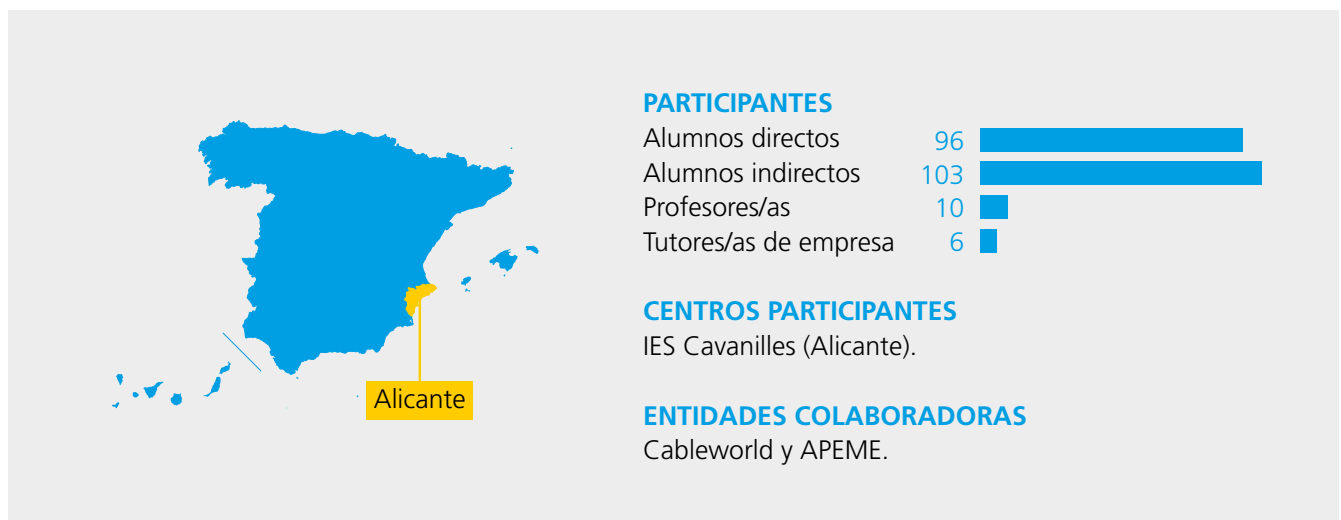 PARTICIPANTES
Alumnos directos 96
Alumnos indirectos 103
Profesores/as 10
Tutores/as de empresa 6
CENTROS PARTICIPANTES
IES Cavanilles (Alicante).
ENTIDADES COLABORADORAS
Cableworld y APEME.
Alicante